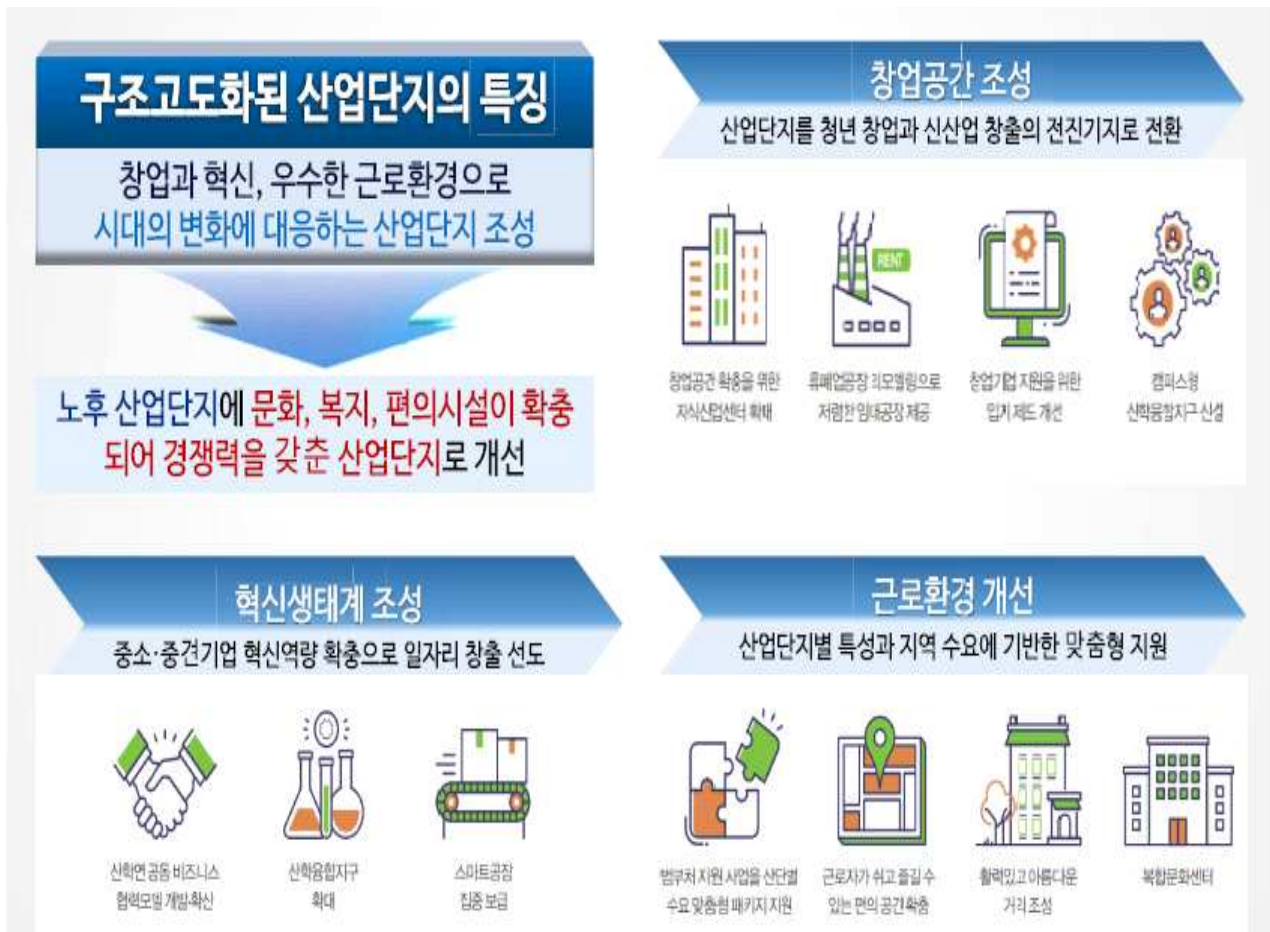 구조고도화된 산업단지의 특징
창업과 혁신, 우수한 근로환경으로
시대의 변화에 대응하는 산업단지 조성
노후 산업단지에 문화, 복지, 편의시설이 확충
되어 경쟁력을 갖춘 산업단지로 개선
창업공간 조성
산업단지를 청년 창업과 신산업 창출의 전진기지로 전환
RENT
창업공간 확충을 위한
지식산업센터 확대
휴폐업공장 리모델링으로
저렴한 임대공장 제공
창업기업 지원을 위한
입지 제도 개선
캠퍼스형
산학융합지구 신설
혁신생태계 조성
중소·중견기업 혁신역량 확충으로 일자리 창출 선도
산학연 공동 비즈니스
협력모델 개발·확산
산학융합지구
확대
스마트공장
집중 보급
근로환경 개선
산업단지별 특성과 지역 수요에 기반한 맞춤형 지원
범부처 지원 사업을 산단별
수요 맞춤형 패키지 지원
근로자가 쉬고 즐길 수
있는 편의 공간 확충
활력있고 아름다운
거리 조성
복합문화센터